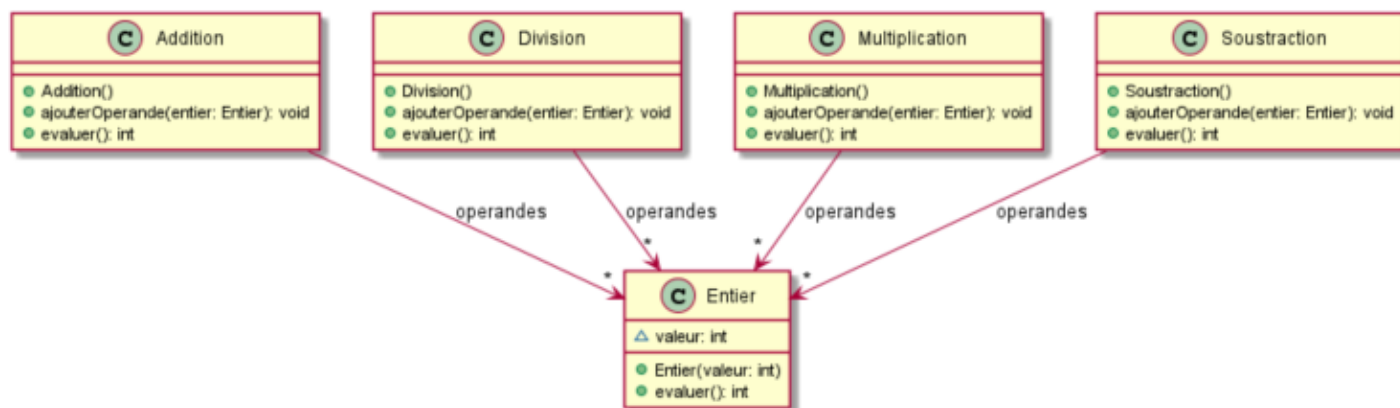 C Addition
Addition()
ajouterOperande(entier: Entier): void
evaluer(): int
C Division
Division()
ajouterOperande(entier: Entier): void
evaluer(): int
C Multiplication
Multiplication()
ajouterOperande(entier: Entier): void
evaluer(): int
C Soustraction
Soustraction()
ajouterOperande(entier: Entier): void
evaluer(): int
operandes
operandes
operandes
operandes
*
*
*
*
C Entier
valeur: int
Entier(valeur: int)
evaluer(): int